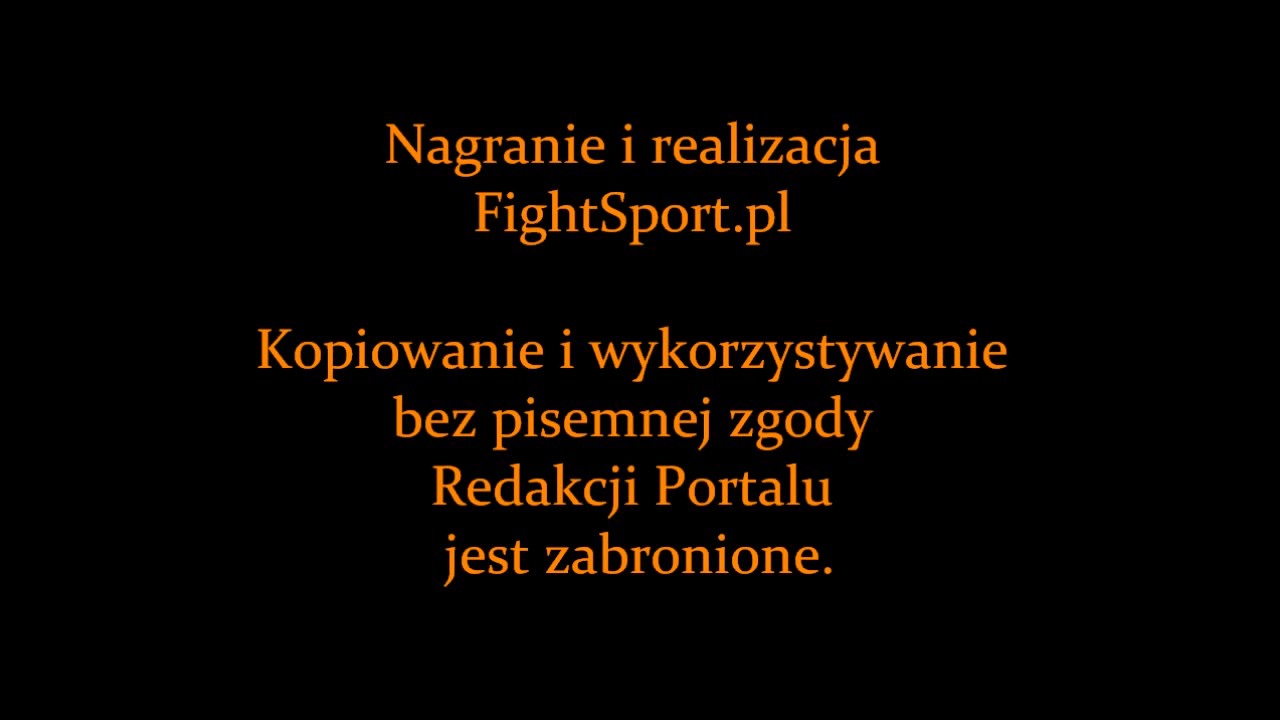 Nagranie i realizacja
FightSport.pl
Kopiowanie i wykorzystywanie
bez pisemnej zgody
Redakcji Portalu
jest zabronione.